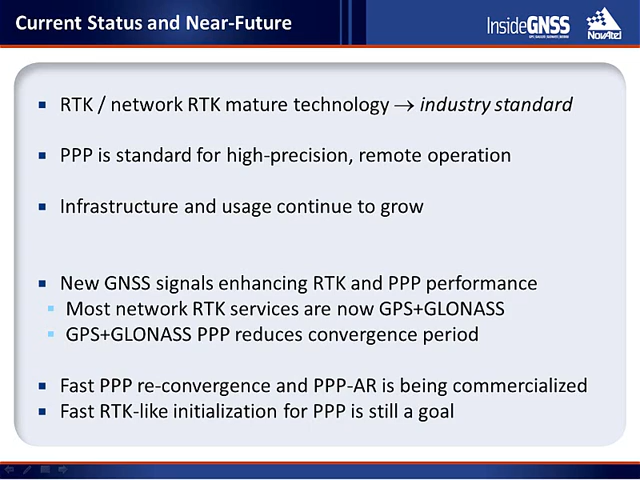 Current Status and Near-Future
InsideGNSS
NovAtel
▪ RTK / network RTK mature technology → industry standard
▪ PPP is standard for high-precision, remote operation
▪ Infrastructure and usage continue to grow
▪ New GNSS signals enhancing RTK and PPP performance
▪ Most network RTK services are now GPS+GLONASS
▪ GPS+GLONASS PPP reduces convergence period
▪ Fast PPP re-convergence and PPP-AR is being commercialized
▪ Fast RTK-like initialization for PPP is still a goal